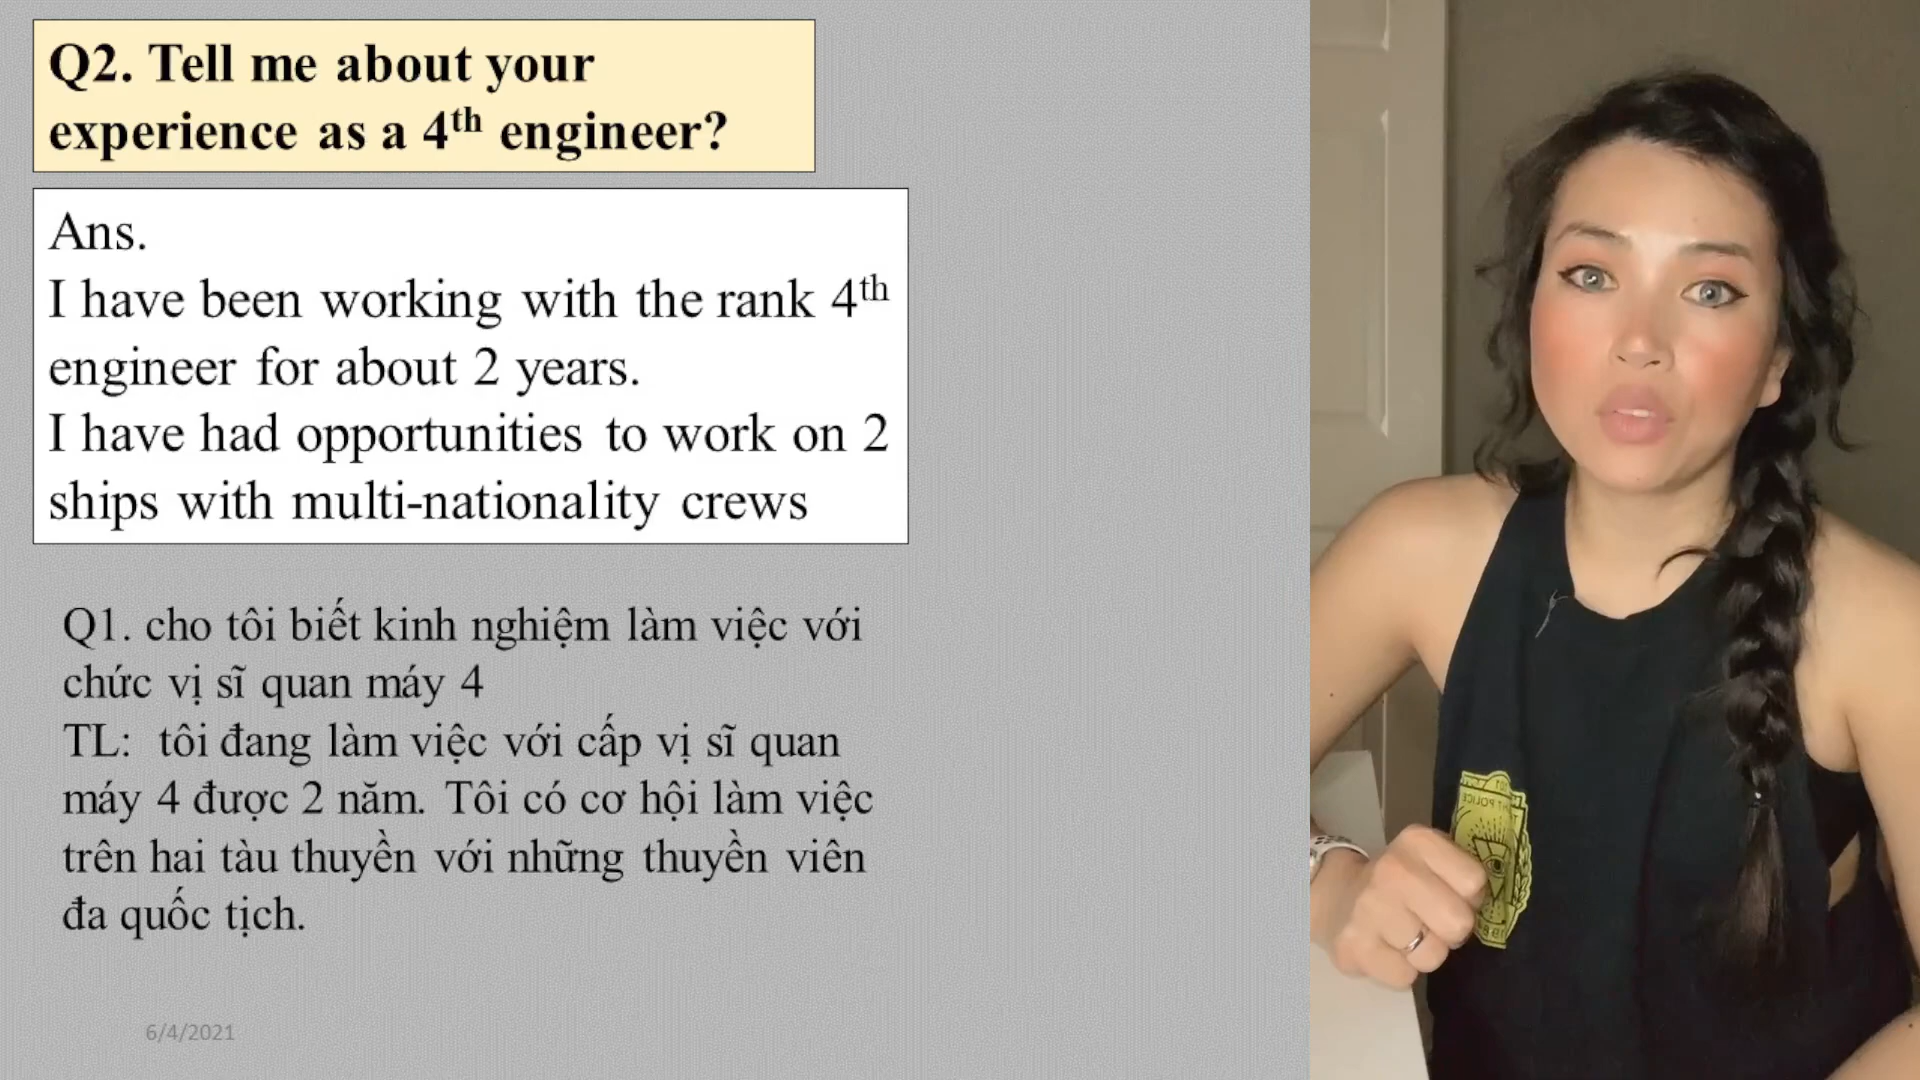 Q2. Tell me about your
experience as a 4th engineer?
Ans.
I have been working with the rank 4th
engineer for about 2 years.
I have had opportunities to work on 2
ships with multi-nationality crews
Q1. cho tôi biết kinh nghiệm làm việc với
chức vị sĩ quan máy 4
TL: tôi đang làm việc với cấp vị sĩ quan
máy 4 được 2 năm. Tôi có cơ hội làm việc
trên hai tàu thuyền với những thuyền viên
đa quốc tịch.
6/4/2021